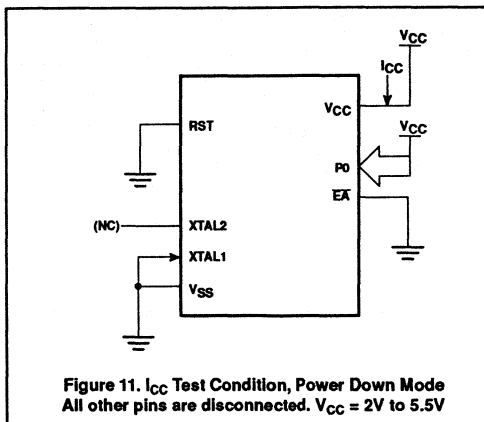 VCC
ICC
VCC
RST
VCC
P0
EA
(NC)
XTAL2
XTAL1
VSS
Figure 11. ICC Test Condition, Power Down Mode
All other pins are disconnected. VCC = 2V to 5.5V